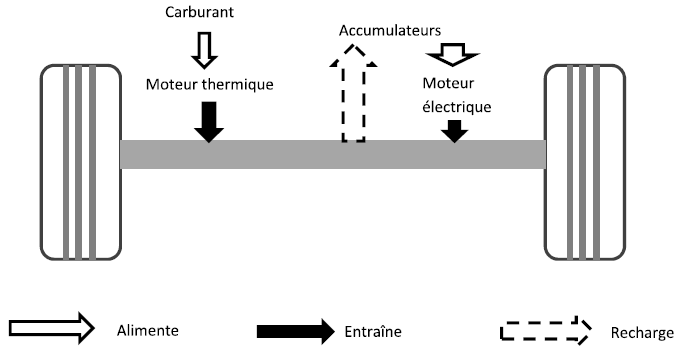 Carburant
Accumulateurs
Moteur thermique
Moteur
électrique
Alimente
Entraîne
Recharge